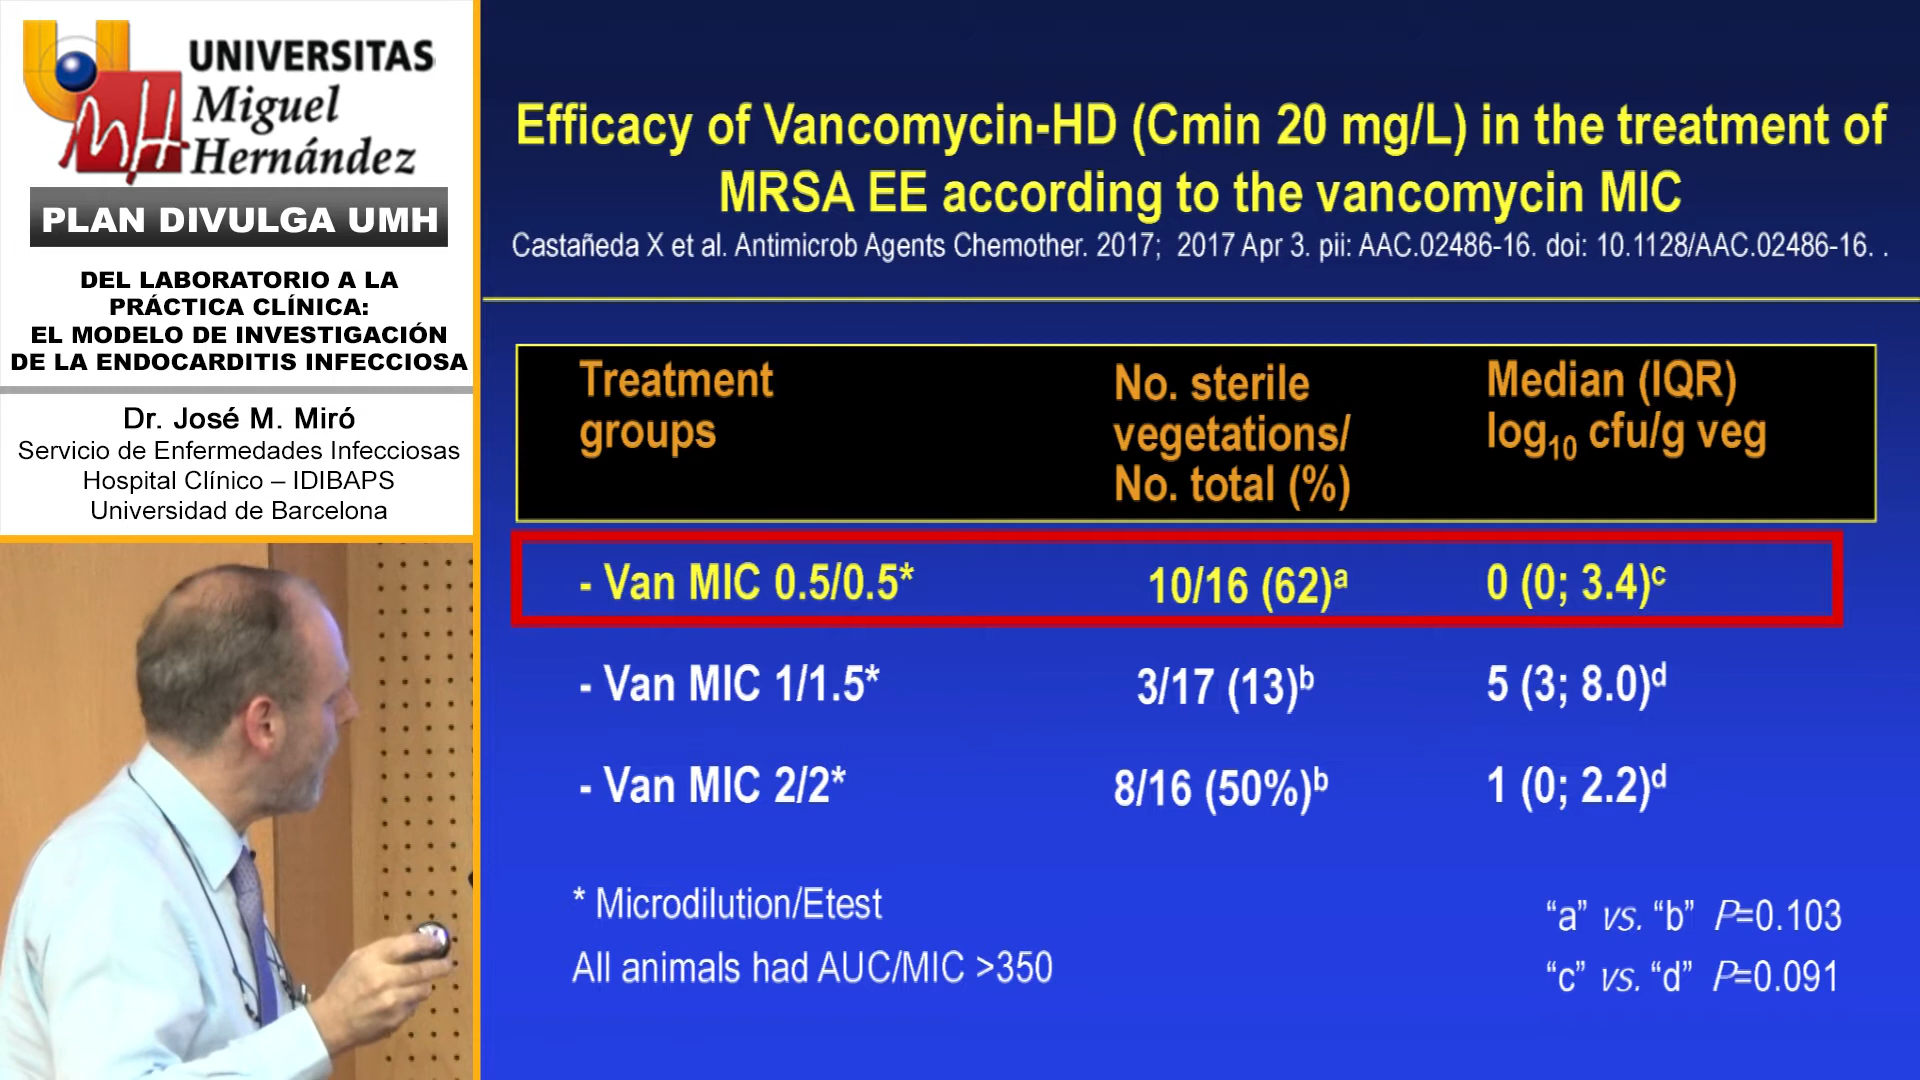 UNIVERSITAS
Miguel
Hernández
PLAN DIVULGA UMH
DEL LABORATORIO A LA
PRÁCTICA CLÍNICA:
EL MODELO DE INVESTIGACIÓN
DE LA ENDOCARDITIS INFECCIOSA
Dr. José M. Miró
Servicio de Enfermedades Infecciosas
Hospital Clínico – IDIBAPS
Universidad de Barcelona
Efficacy of Vancomycin-HD (Cmin 20 mg/L) in the treatment of
MRSA EE according to the vancomycin MIC
Castañeda X et al. Antimicrob Agents Chemother. 2017; 2017 Apr 3. pii: AAC.02486-16. doi: 10.1128/AAC.02486-16. .
Treatment groups
No. sterile vegetations/ No. total (%)
Median (IQR) log₁₀ cfu/g veg
- Van MIC 0.5/0.5* 10/16 (62)ᵃ 0 (0; 3.4)ᶜ
- Van MIC 1/1.5* 3/17 (13)ᵇ 5 (3; 8.0)ᵈ
- Van MIC 2/2* 8/16 (50%)ᵇ 1 (0; 2.2)ᵈ
* Microdilution/Etest
All animals had AUC/MIC >350
“a” vs. “b” P=0.103
“c” vs. “d” P=0.091